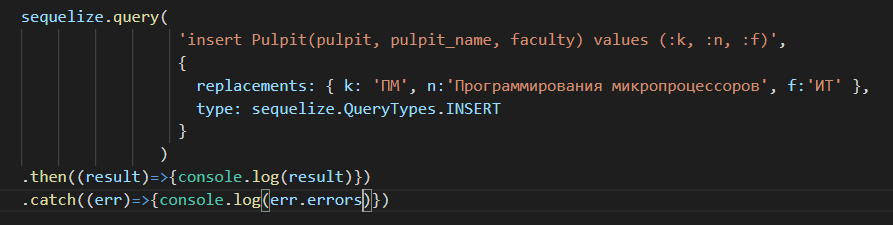 sequelize.query(
'insert Pulpit(pulpit, pulpit_name, faculty) values (:k, :n, :f)',
{
replacements: { k: 'ПМ', n:'Программирования микропроцессоров', f:'ИТ' },
type: sequelize.QueryTypes.INSERT
}
)
.then((result)=>{console.log(result)})
.catch((err)=>{console.log(err.errors)})